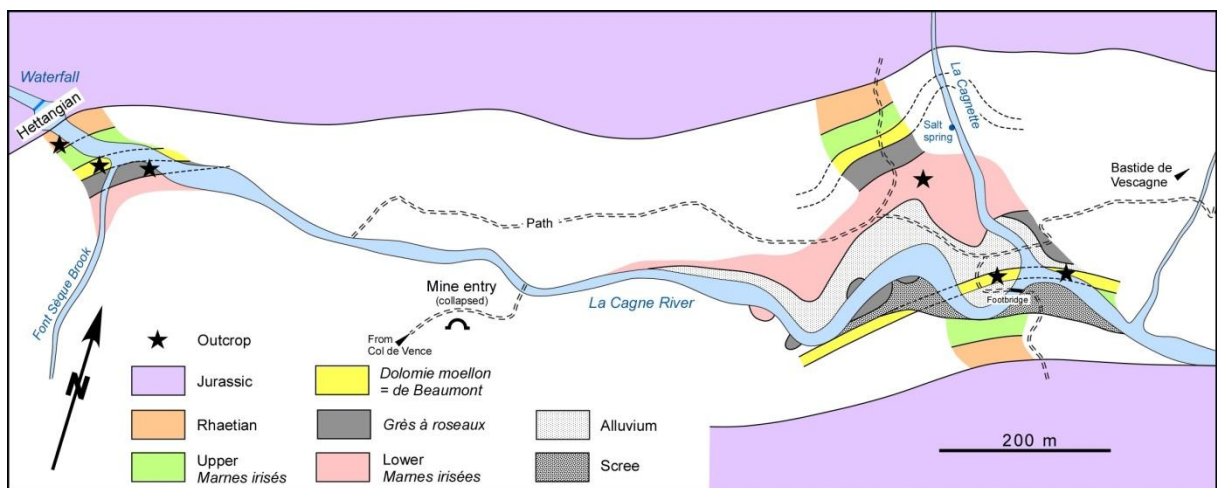 Waterfall
Hettangian
La Cagnette
Salt
spring
Bastide de
Vescagne
Path
Font Sèque Brook
Mine entry
(collapsed)
La Cagne River
Footbridge
From
Col de Vence
N
Outcrop
Jurassic
Rhaetian
Upper
Marnes irisés
Dolomie moellon
= de Beaumont
Grès à roseaux
Lower
Marnes irisées
Alluvium
Scree
200 m